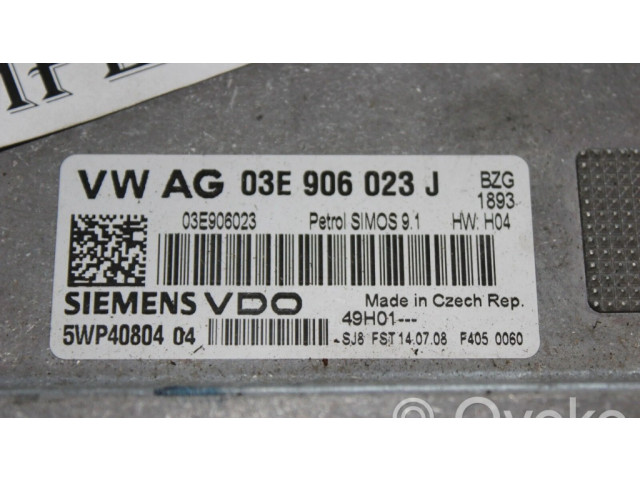 VW AG 03E 906 023 J BZG
1893
03E906023 Petrol SIMOS 9.1 HW: H04
SIEMENS VDO Made in Czech Rep.
49H01---
5WP40804 04 -SJ8 FST 14.07.08 F405 0060